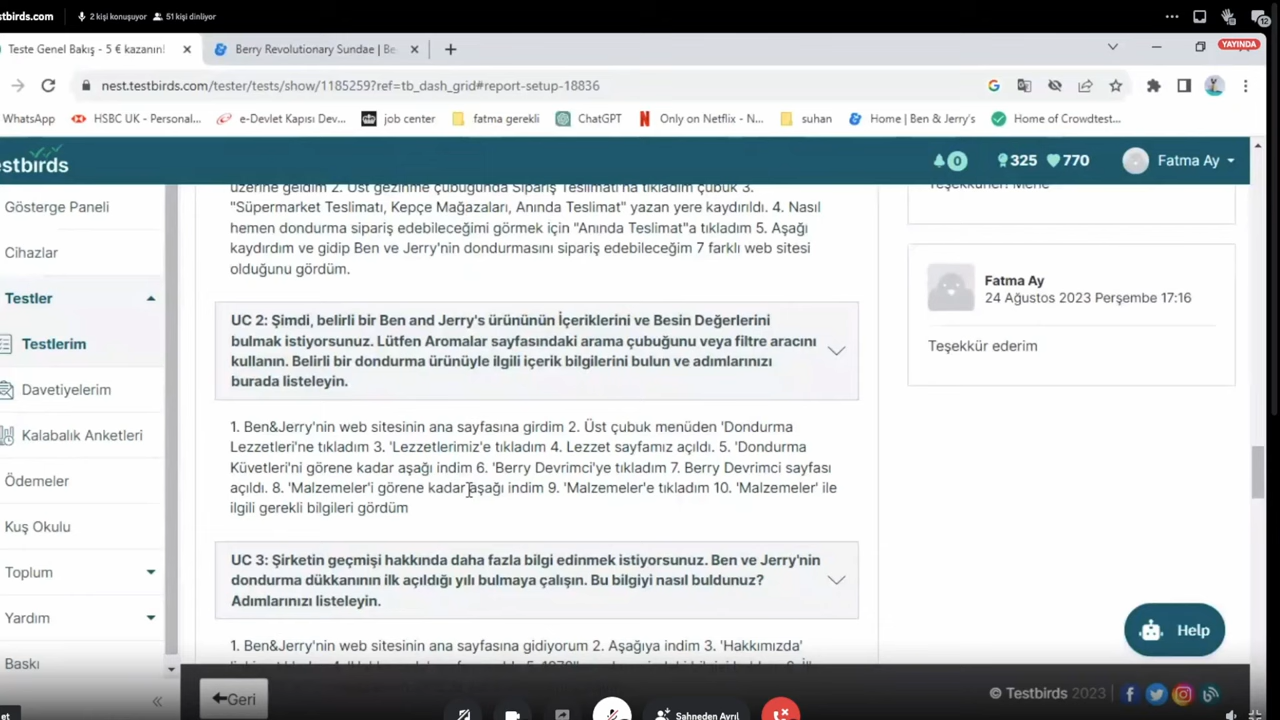 stbirds.com
2 kişi konuşuyor 51 kişi dinliyor
12
Teste Genel Bakış - 5 € kazanın!
Berry Revolutionary Sundae | Be
YAYINDA
nest.testbirds.com/tester/tests/show/1185259?ref=tb_dash_grid#report-setup-18836
WhatsApp
HSBC UK - Personal...
e-Devlet Kapısı Dev...
job center
fatma gerekli
ChatGPT
Only on Netflix - N...
suhan
Home | Ben & Jerry's
Home of Crowdtest...
estbirds
0
325
770
Fatma Ay
Gösterge Paneli
Cihazlar
Testler
Testlerim
Davetiyelerim
Kalabalık Anketleri
Ödemeler
Kuş Okulu
Toplum
Yardım
Baskı
üzerine geldim 2. Üst gezinme çubuğunda Sipariş Teslimatı'na tıkladım çubuk 3.
"Süpermarket Teslimatı, Kepçe Mağazaları, Anında Teslimat" yazan yere kaydırıldı. 4. Nasıl
hemen dondurma sipariş edebileceğimi görmek için "Anında Teslimat"a tıkladım 5. Aşağı
kaydırdım ve gidip Ben ve Jerry'nin dondurmasını sipariş edebileceğim 7 farklı web sitesi
olduğunu gördüm.
UC 2: Şimdi, belirli bir Ben and Jerry's ürününün İçeriklerini ve Besin Değerlerini
bulmak istiyorsunuz. Lütfen Aromalar sayfasındaki arama çubuğunu veya filtre aracını
kullanın. Belirli bir dondurma ürünüyle ilgili içerik bilgilerini bulun ve adımlarınızı
burada listeleyin.
1. Ben&Jerry'nin web sitesinin ana sayfasına girdim 2. Üst çubuk menüden 'Dondurma
Lezzetleri'ne tıkladım 3. 'Lezzetlerimiz'e tıkladım 4. Lezzet sayfamız açıldı. 5. 'Dondurma
Küvetleri'ni görene kadar aşağı indim 6. 'Berry Devrimci'ye tıkladım 7. Berry Devrimci sayfası
açıldı. 8. 'Malzemeler'i görene kadar aşağı indim 9. 'Malzemeler'e tıkladım 10. 'Malzemeler' ile
ilgili gerekli bilgileri gördüm
UC 3: Şirketin geçmişi hakkında daha fazla bilgi edinmek istiyorsunuz. Ben ve Jerry'nin
dondurma dükkanının ilk açıldığı yılı bulmaya çalışın. Bu bilgiyi nasıl buldunuz?
Adımlarınızı listeleyin.
1. Ben&Jerry'nin web sitesinin ana sayfasına gidiyorum 2. Aşağıya indim 3. 'Hakkımızda'
Teşekkürler! Merle
Fatma Ay
24 Ağustos 2023 Perşembe 17:16
Teşekkür ederim
Help
Geri
© Testbirds 2023
et
Sahneden Ayrıl